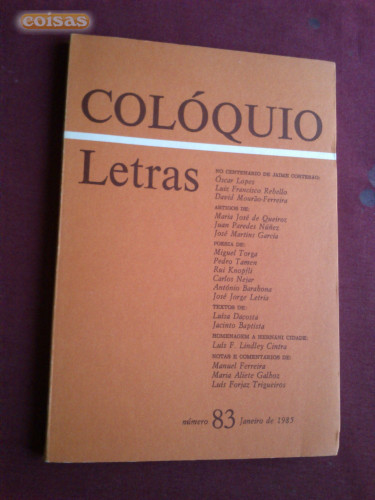 coisas
COLÓQUIO
Letras
NO CENTENÁRIO DE JAIME CORTESÃO:
Óscar Lopes
Luiz Francisco Rebello
David Mourão-Ferreira
ARTIGOS DE:
Maria José de Queiroz
Juan Paredes Núñez
José Martins Garcia
POESIA DE:
Miguel Torga
Pedro Tamen
Rui Knopfli
Carlos Nejar
António Barahona
José Jorge Letria
TEXTOS DE:
Luísa Dacosta
Jacinto Baptista
HOMENAGEM A HERNÂNI CIDADE:
Luís F. Lindley Cintra
NOTAS E COMENTÁRIOS DE:
Manuel Ferreira
Maria Aliete Galhoz
Luís Forjaz Trigueiros
número 83 Janeiro de 1985